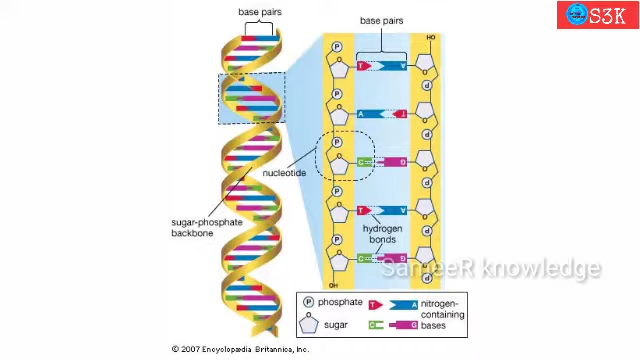 S3K
base pairs
base pairs
HO
P
P
T
A
P
P
A
T
P
P
C
G
nucleotide
P
P
T
A
sugar-phosphate
backbone
hydrogen
bonds
P
P
C
G
SameeR knowledge
OH
P
P phosphate
T A nitrogen-
containing
bases
sugar
C G
© 2007 Encyclopædia Britannica, Inc.